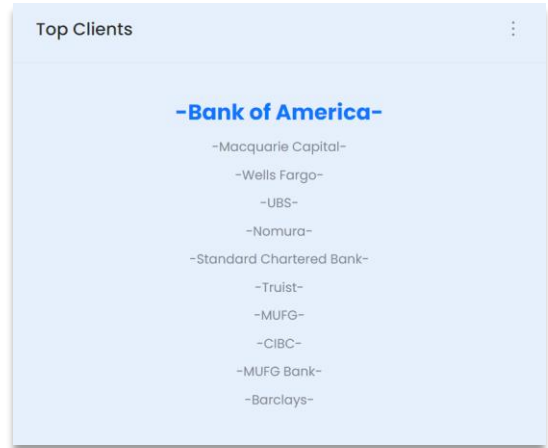 Top Clients
-Bank of America-
-Macquarie Capital-
-Wells Fargo-
-UBS-
-Nomura-
-Standard Chartered Bank-
-Truist-
-MUFG-
-CIBC-
-MUFG Bank-
-Barclays-